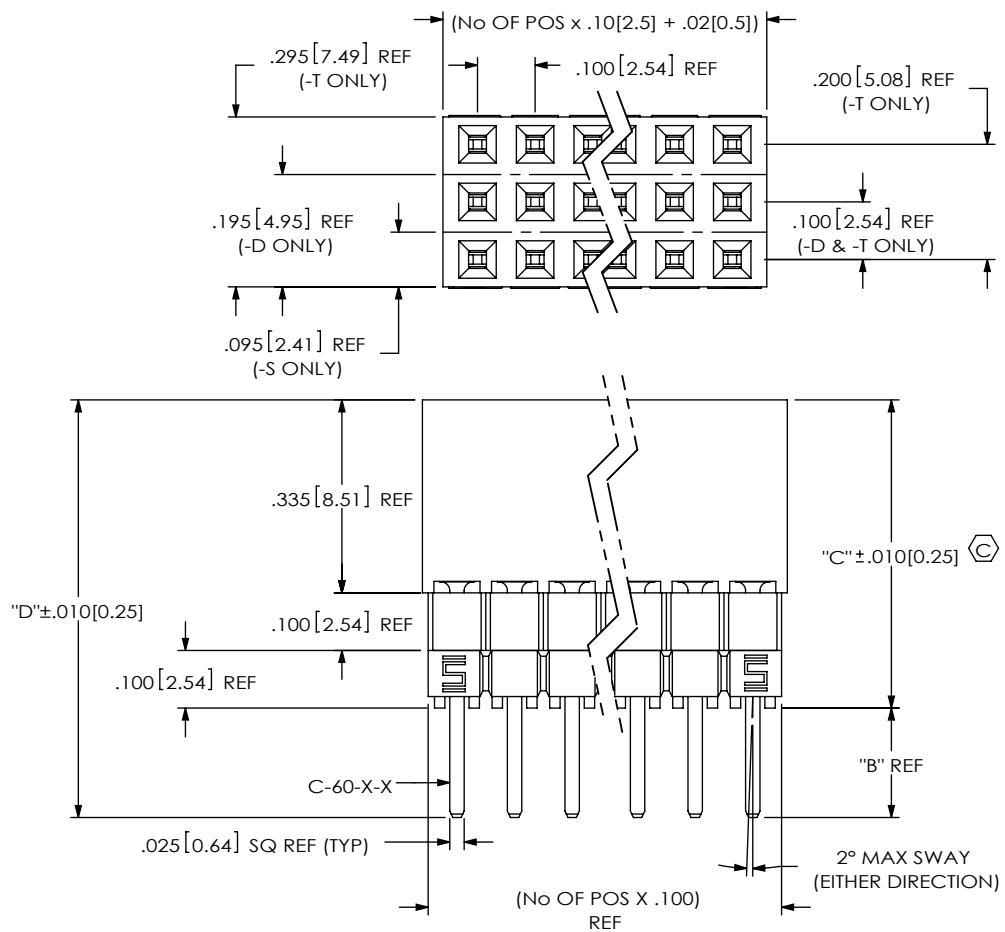 (No OF POS x .10[2.5] + .02[0.5])
.295[7.49] REF
(-T ONLY)
.100[2.54] REF
.200[5.08] REF
(-T ONLY)
.195[4.95] REF
(-D ONLY)
.100[2.54] REF
(-D & -T ONLY)
.095[2.41] REF
(-S ONLY)
.335[8.51] REF
"C"±.010[0.25]
C
"D"±.010[0.25]
.100[2.54] REF
.100[2.54] REF
"B" REF
C-60-X-X
.025[0.64] SQ REF (TYP)
2° MAX SWAY
(EITHER DIRECTION)
(No OF POS X .100)
REF